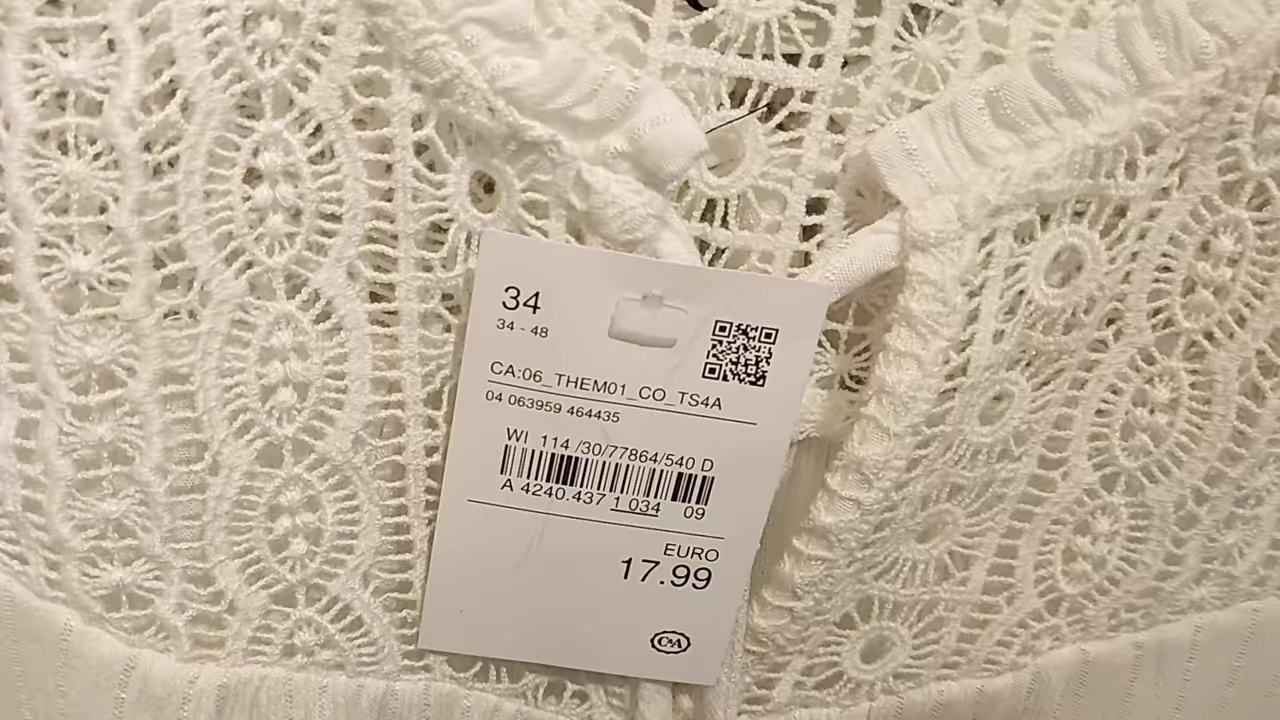 34
34 - 48
CA:06_THEM01_CO_TS4A
04 063959 464435
WI 114 /30/77864/540 D
A 4240.437 1 034 09
EURO
17.99
C&A